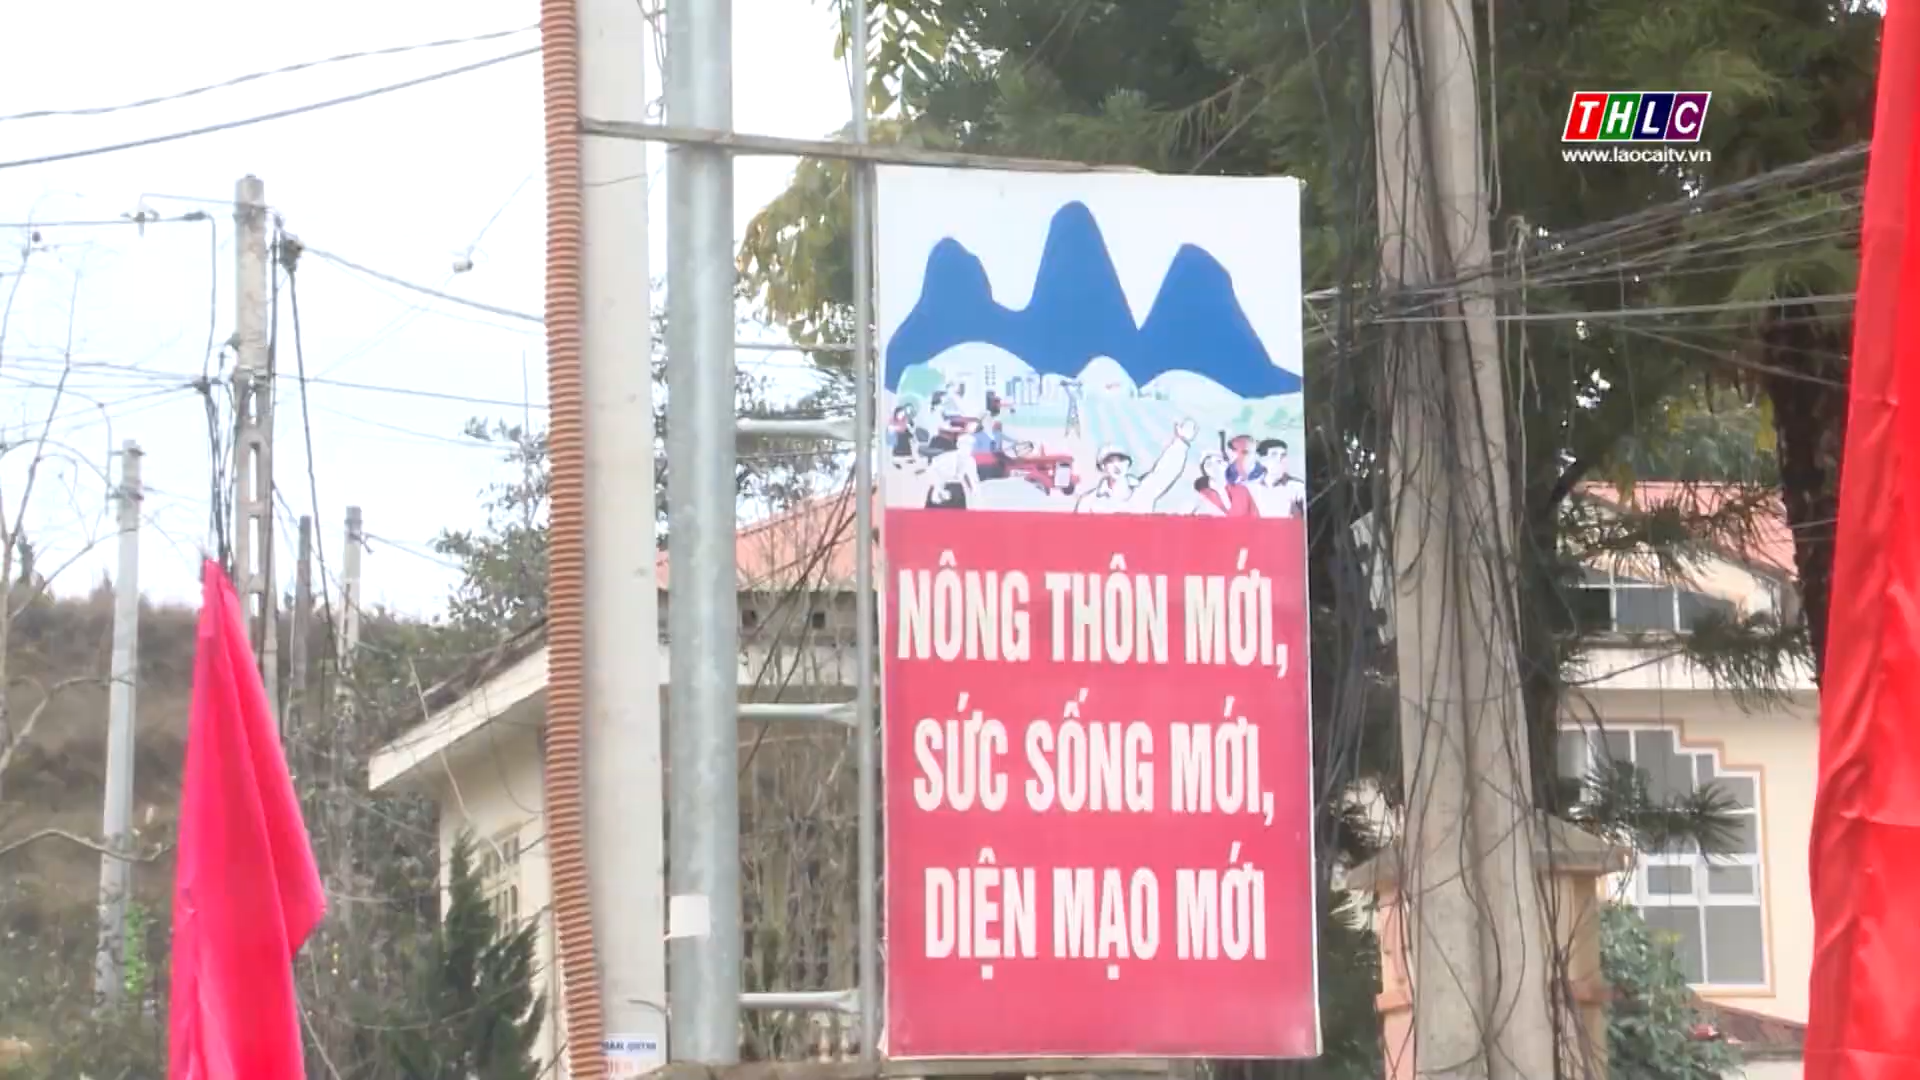 THLC
www.laocaitv.vn
NÔNG THÔN MỚI,
SỨC SỐNG MỚI,
DIỆN MẠO MỚI